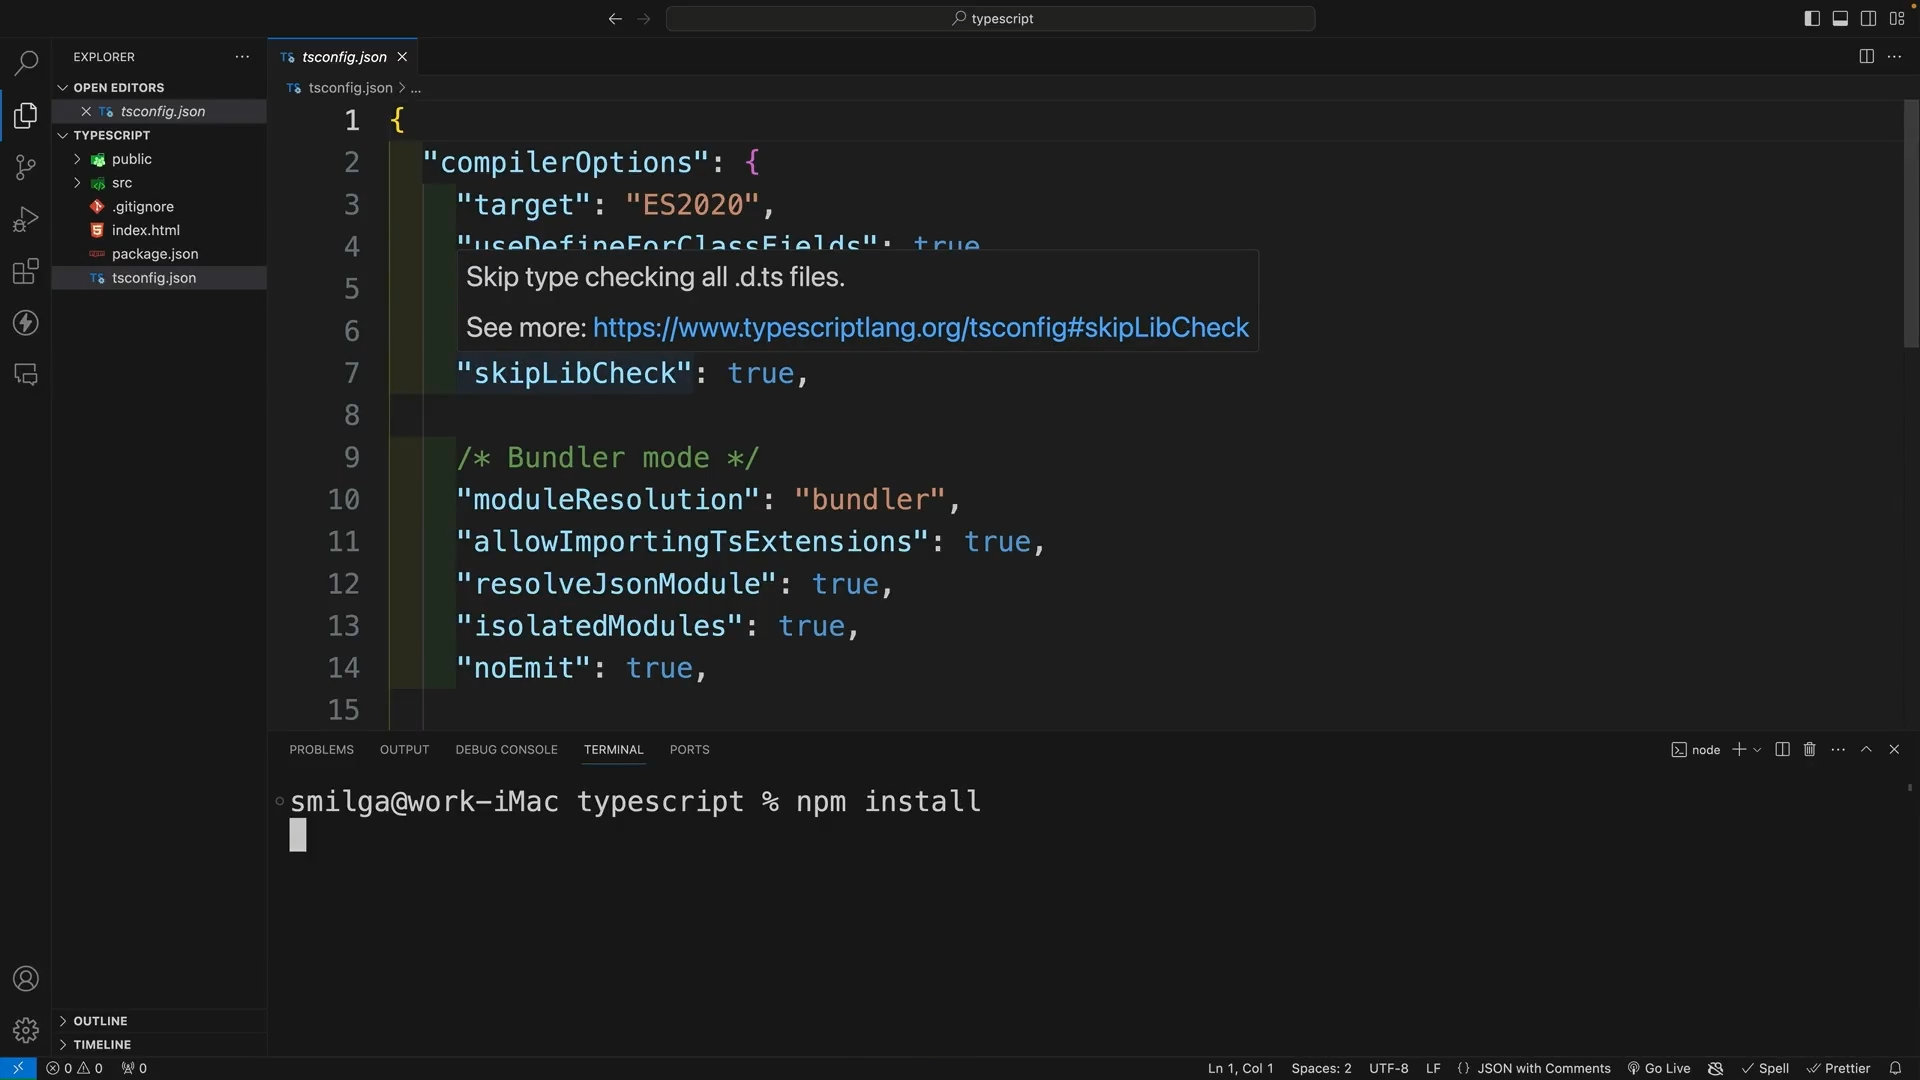 typescript
EXPLORER
OPEN EDITORS
tsconfig.json
TYPESCRIPT
public
src
.gitignore
index.html
package.json
tsconfig.json
OUTLINE
TIMELINE
tsconfig.json
tsconfig.json > ...
1 {
2 "compilerOptions": {
3 "target": "ES2020",
4 "useDefineForClassFields": true
5
6
Skip type checking all .d.ts files.
See more: https://www.typescriptlang.org/tsconfig#skipLibCheck
7 "skipLibCheck": true,
8
9 /* Bundler mode */
10 "moduleResolution": "bundler",
11 "allowImportingTsExtensions": true,
12 "resolveJsonModule": true,
13 "isolatedModules": true,
14 "noEmit": true,
15
PROBLEMS OUTPUT DEBUG CONSOLE TERMINAL PORTS
node
smilga@work-iMac typescript % npm install
0 0 0
Ln 1, Col 1 Spaces: 2 UTF-8 LF {} JSON with Comments Go Live Spell Prettier